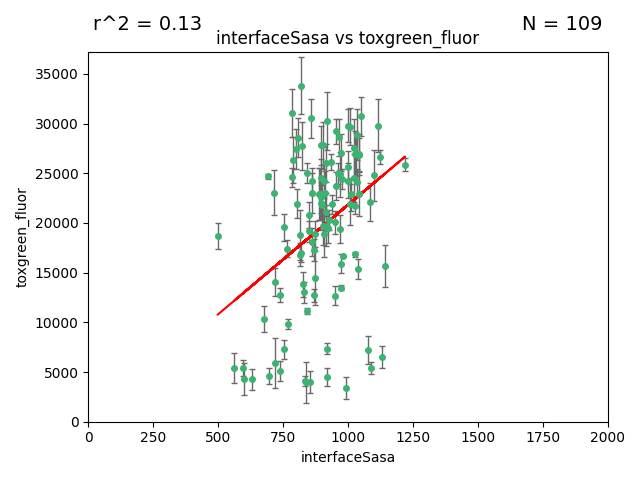 r^2 = 0.13
N = 109
interfaceSasa vs toxgreen_fluor
35000
30000
25000
20000
15000
10000
5000
0
toxgreen_fluor
0 250 500 750 1000 1250 1500 1750 2000
interfaceSasa